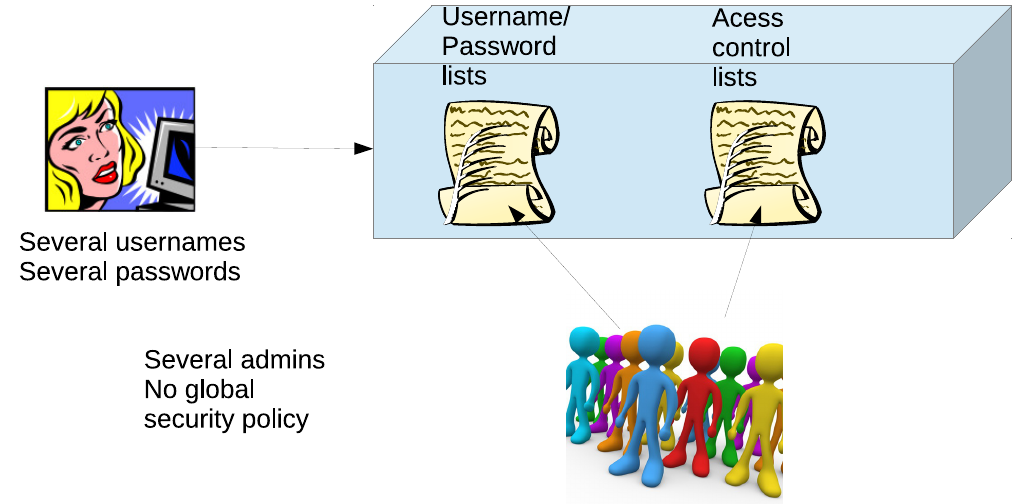 Username/
Password
lists
Acess
control
lists
Several usernames
Several passwords
Several admins
No global
security policy